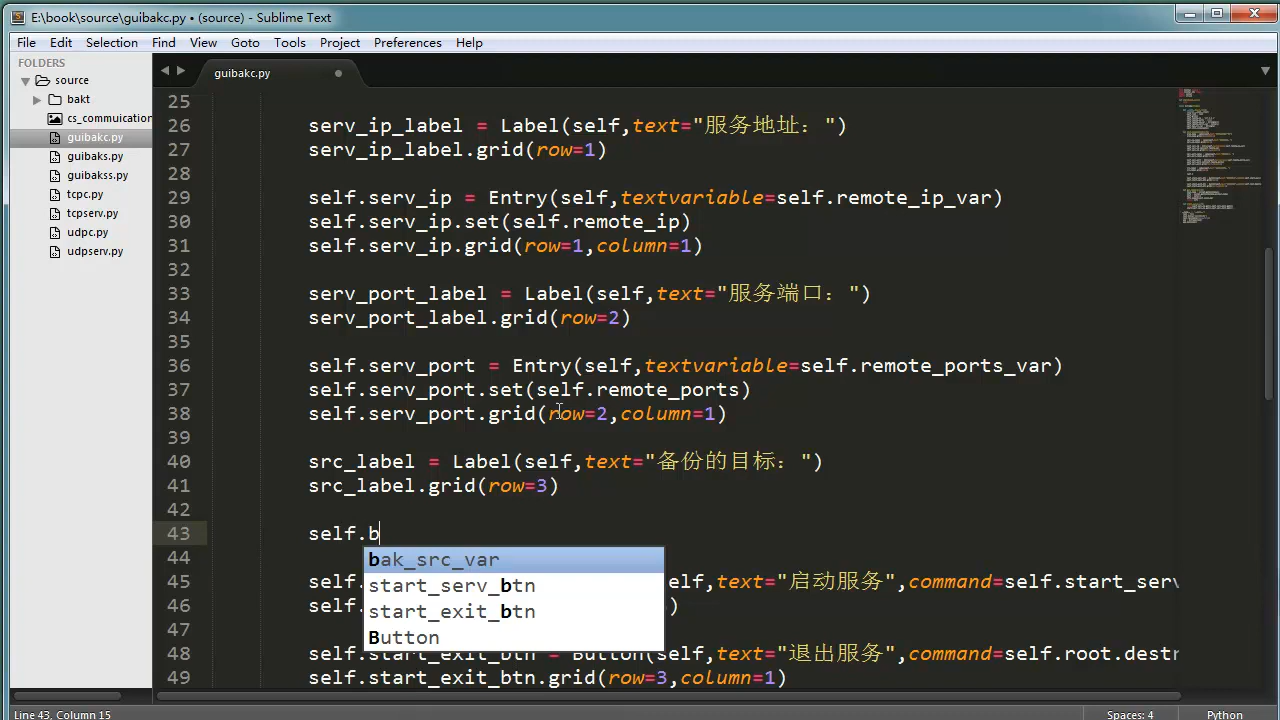 E:\book\source\guibakc.py • (source) - Sublime Text
File Edit Selection Find View Goto Tools Project Preferences Help
FOLDERS
source
bakt
cs_commuication
guibakc.py
guibaks.py
guibakss.py
tcpc.py
tcpserv.py
udpc.py
udpserv.py
guibakc.py
25
26 serv_ip_label = Label(self,text="服务地址：")
27 serv_ip_label.grid(row=1)
28
29 self.serv_ip = Entry(self,textvariable=self.remote_ip_var)
30 self.serv_ip.set(self.remote_ip)
31 self.serv_ip.grid(row=1,column=1)
32
33 serv_port_label = Label(self,text="服务端口：")
34 serv_port_label.grid(row=2)
35
36 self.serv_port = Entry(self,textvariable=self.remote_ports_var)
37 self.serv_port.set(self.remote_ports)
38 self.serv_port.grid(row=2,column=1)
39
40 src_label = Label(self,text="备份的目标：")
41 src_label.grid(row=3)
42
43 self.b
bak_src_var
start_serv_btn
start_exit_btn
Button
44
45 self. elf,text="启动服务",command=self.start_serv
46 self. )
47
48 self.start_exit_btn = Button(self,text="退出服务",command=self.root.destr
49 self.start_exit_btn.grid(row=3,column=1)
Line 43, Column 15 Spaces: 4 Python